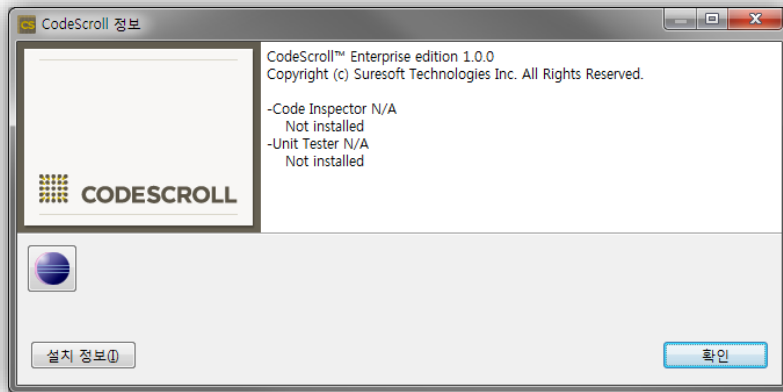 CS CodeScroll 정보
CodeScroll™ Enterprise edition 1.0.0
Copyright (c) Suresoft Technologies Inc. All Rights Reserved.
-Code Inspector N/A
Not installed
-Unit Tester N/A
Not installed
CODESCROLL
설치 정보(I)
확인